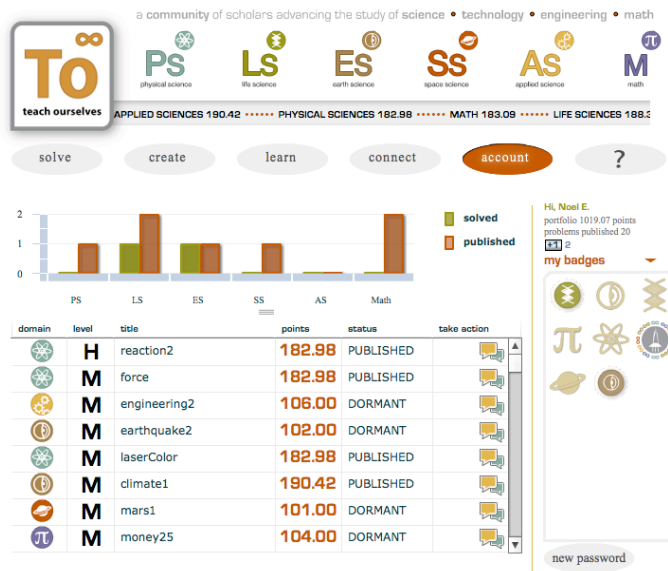 a community of scholars advancing the study of science • technology • engineering • math
∞
To
teach ourselves
PS
physical science
LS
life science
ES
earth science
SS
space science
AS
applied science
M
π
math
APPLIED SCIENCES 190.42 •••••• PHYSICAL SCIENCES 182.98 •••••• MATH 183.09 •••••• LIFE SCIENCES 188.3
solve
create
learn
connect
account
?
2
1
0
PS LS ES SS AS Math
solved
published
Hi, Noel E.
portfolio 1019.07 points
problems published 20
+1 2
my badges
π
domain level title points status take action
H reaction2 182.98 PUBLISHED
M force 182.98 PUBLISHED
M engineering2 106.00 DORMANT
M earthquake2 102.00 DORMANT
M laserColor 182.98 PUBLISHED
M climate1 190.42 PUBLISHED
M mars1 101.00 DORMANT
π M money25 104.00 DORMANT
new password